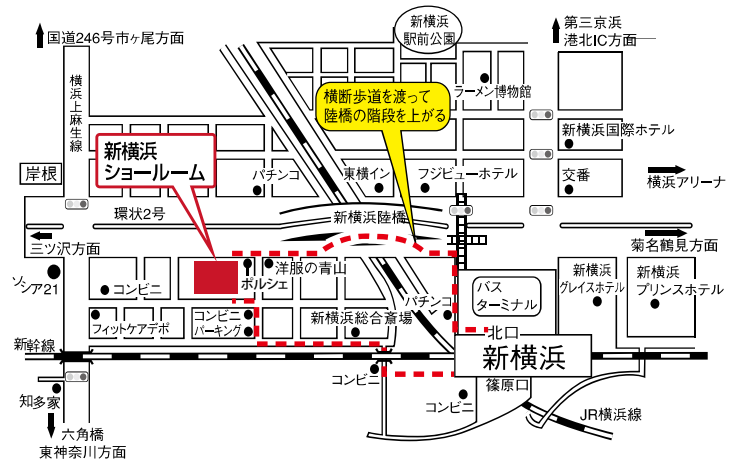 国道246号市ヶ尾方面
新横浜
駅前公園
第三京浜
港北IC方面
横浜上麻生線
横断歩道を渡って
陸橋の階段を上がる
ラーメン博物館
新横浜国際ホテル
新横浜
ショールーム
岸根
パチンコ
東横イン
フジビューホテル
交番
横浜アリーナ
環状2号
新横浜陸橋
三ツ沢方面
菊名鶴見方面
ソシア21
コンビニ
ポルシェ
洋服の青山
バス
ターミナル
新横浜
グレイスホテル
新横浜
プリンスホテル
フィットケアデポ
コンビニ
パーキング
新横浜総合斎場
パチンコ
北口
新幹線
新横浜
コンビニ
篠原口
コンビニ
知多家
JR横浜線
六角橋
東神奈川方面